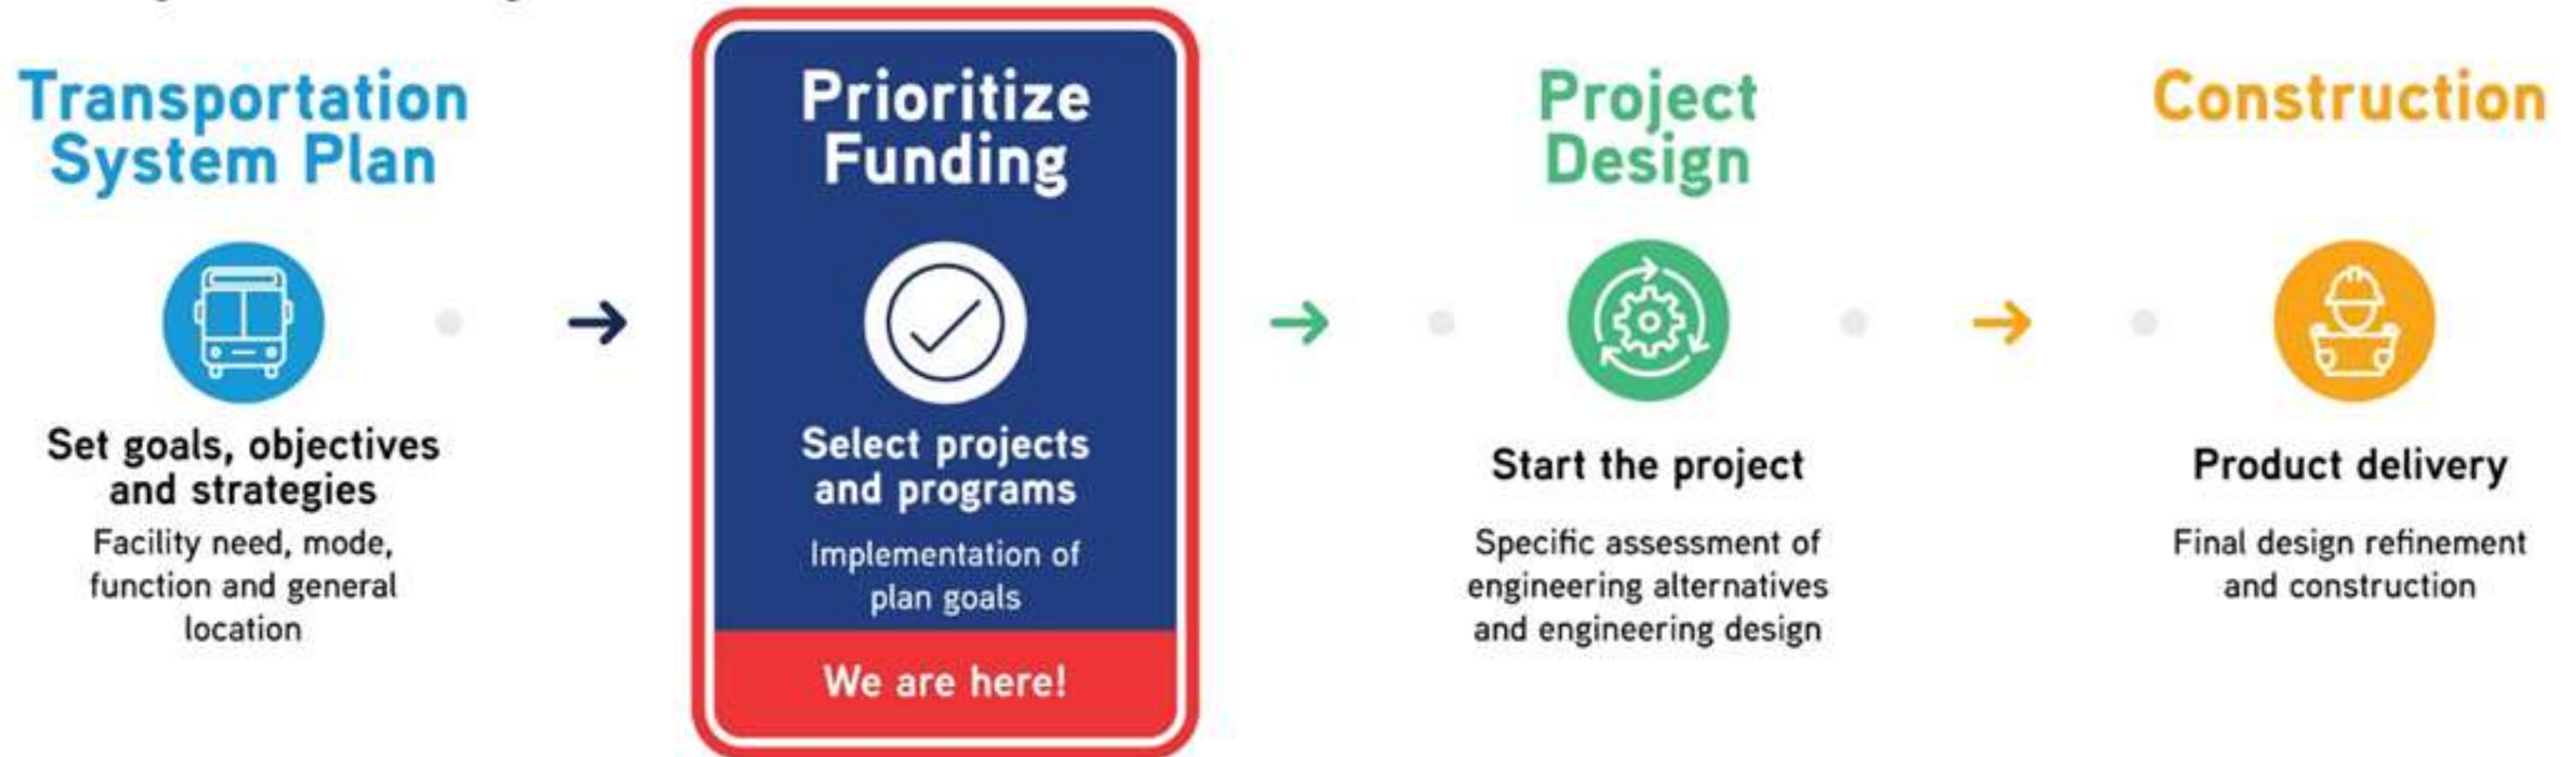 Transportation
System Plan
Set goals, objectives
and strategies
Facility need, mode,
function and general
location
Prioritize
Funding
Select projects
and programs
Implementation of
plan goals
We are here!
Project
Design
Start the project
Specific assessment of
engineering alternatives
and engineering design
Construction
Product delivery
Final design refinement
and construction